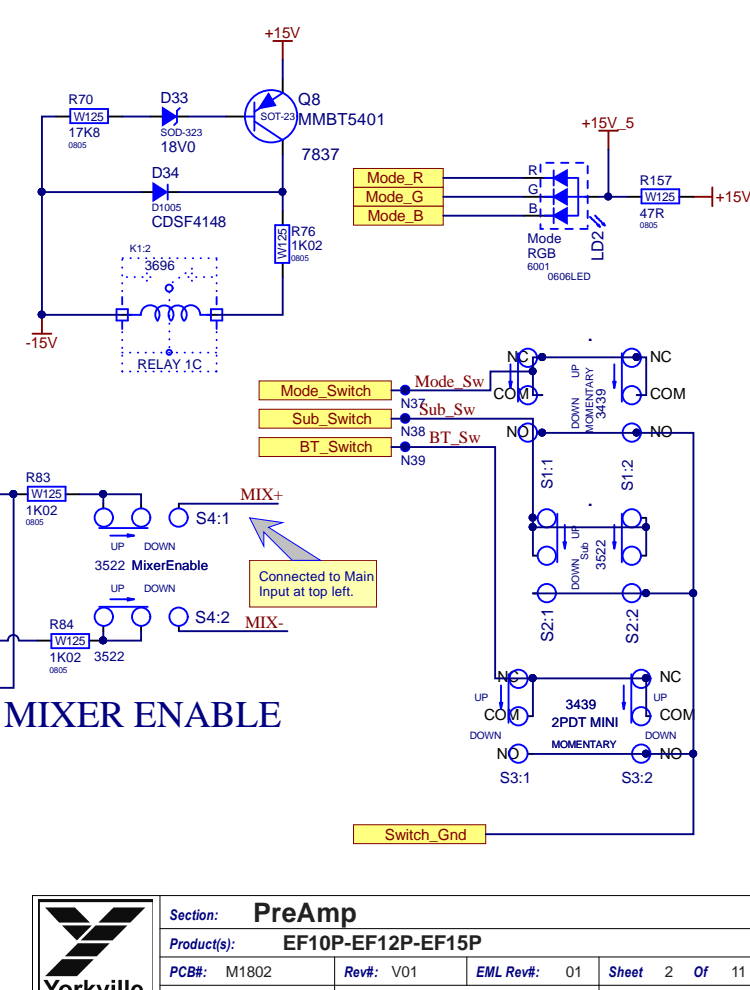 +15V
R70
W125
17K8
0805
D33
SOD-323
18V0
Q8
SOT-23
MMBT5401
7837
D34
D1005
CDSF4148
R76
W125
1K02
0805
K1:2
3696
RELAY 1C
-15V
+15V_5
Mode_R
Mode_G
Mode_B
R
G
B
R157
W125
47R
0805
+15V
Mode
RGB
6001
0606LED
LD2
Mode_Switch
Mode_Sw
N37
Sub_Switch
Sub_Sw
N38
BT_Switch
BT_Sw
N39
NC
COM
NO
UP
DOWN
MOMENTARY
3439
NC
COM
NO
S1:1
S1:2
UP
DOWN
Sub
3522
S2:1
S2:2
R83
W125
1K02
0805
MIX+
S4:1
UP DOWN
3522 MixerEnable
Connected to Main
Input at top left.
UP DOWN
S4:2
MIX-
R84
W125
1K02
0805
3522
MIXER ENABLE
NC
UP
COM
DOWN
NO
3439
2PDT MINI
MOMENTARY
NC
UP
COM
DOWN
NO
S3:1
S3:2
Switch_Gnd
Yorkville
Section: PreAmp
Product(s): EF10P-EF12P-EF15P
PCB#: M1802 Rev#: V01 EML Rev#: 01 Sheet 2 Of 11